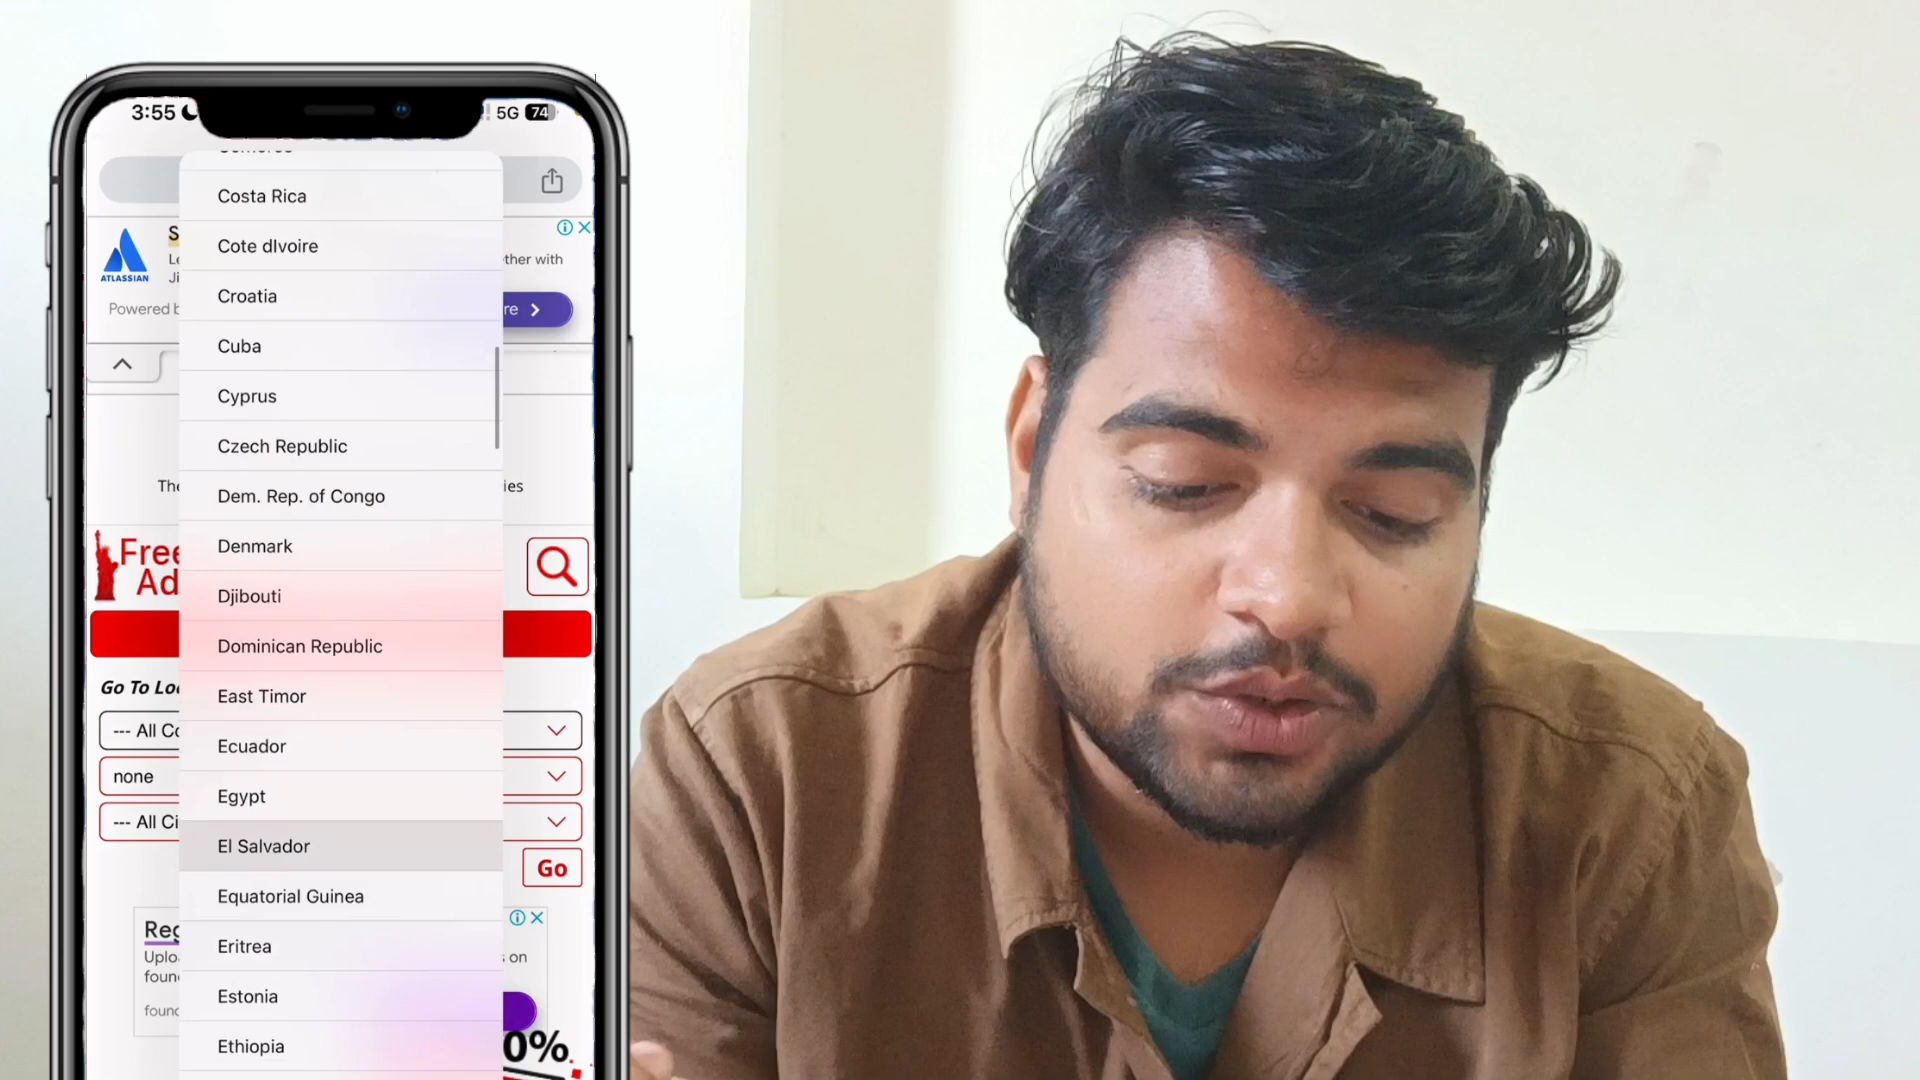 3:55
5G 74
Costa Rica
S
Cote dIvoire
ther with
ATLASSIAN
Croatia
Powered
re
Cuba
Cyprus
Czech Republic
The
ies
Dem. Rep. of Congo
Denmark
Free
Ad
Djibouti
Dominican Republic
Go To
East Timor
--- All
Ecuador
none
Egypt
--- All
El Salvador
Go
Equatorial Guinea
Reg
Eritrea
on
Estonia
Ethiopia
0%